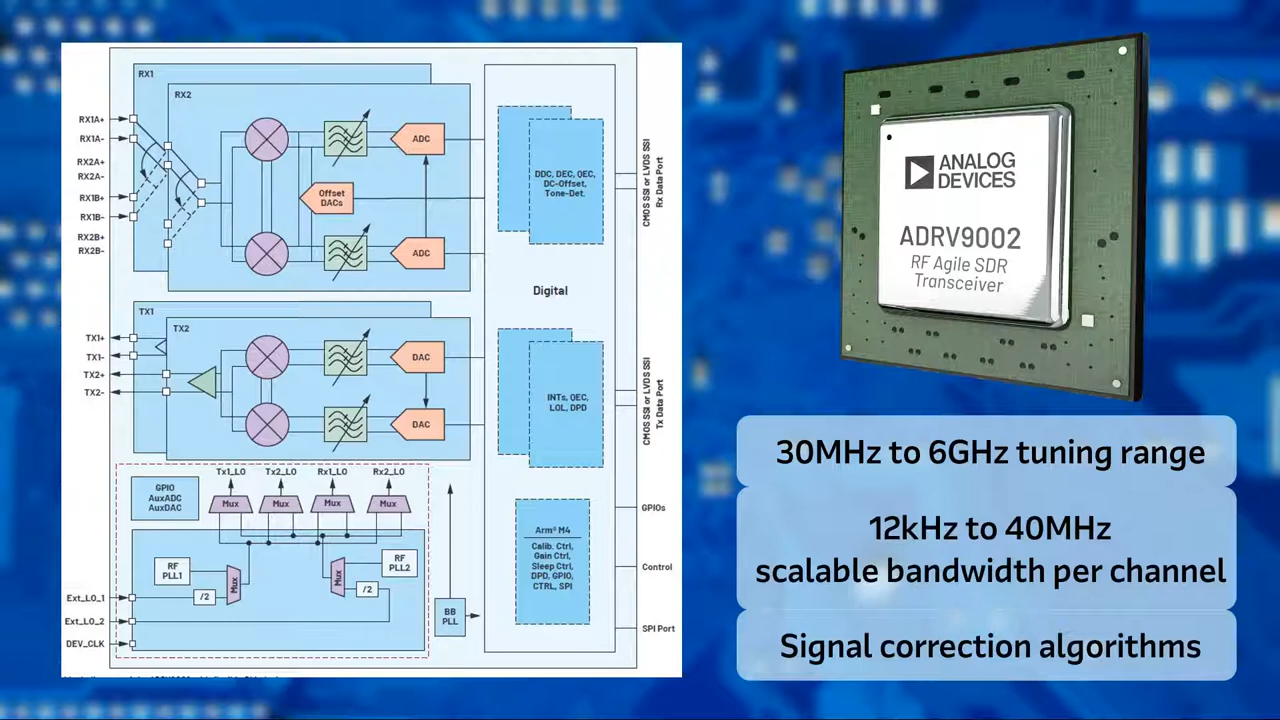 RX1
RX2
RX1A+
RX1A-
RX2A+
RX2A-
RX1B+
RX1B-
RX2B+
RX2B-
ADC
Offset
DACs
ADC
DDC, DEC, QEC,
DC-Offset,
Tone-Det.
CMOS SSI or LVDS SSI
Rx Data Port
Digital
TX1
TX2
TX1+
TX1-
TX2+
TX2-
DAC
DAC
INTs, QEC,
LOL, DPD
CMOS SSI or LVDS SSI
Tx Data Port
Tx1_LO
Tx2_LO
Rx1_LO
Rx2_LO
GPIO
AuxADC
AuxDAC
Mux
Mux
Mux
Mux
RF
PLL1
/2
Mux
Mux
RF
PLL2
/2
Ext_LO_1
Ext_LO_2
DEV_CLK
BB
PLL
Arm® M4
Calib. Ctrl,
Gain Ctrl,
Sleep Ctrl,
DPD, GPIO,
CTRL, SPI
GPIOs
Control
SPI Port
ANALOG
DEVICES
ADRV9002
RF Agile SDR
Transceiver
30MHz to 6GHz tuning range
12kHz to 40MHz
scalable bandwidth per channel
Signal correction algorithms